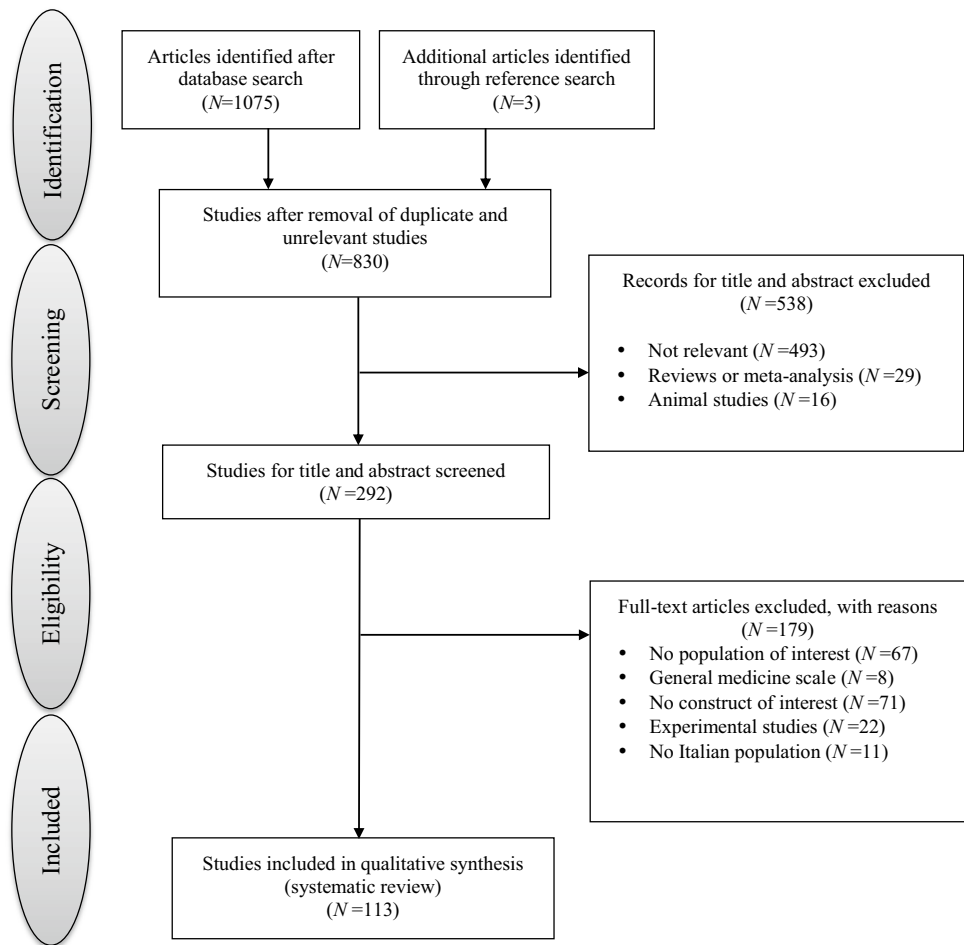 Identification
Articles identified after
database search
(N=1075)
Additional articles identified
through reference search
(N=3)
Studies after removal of duplicate and
unrelevant studies
(N=830)
Screening
Records for title and abstract excluded
(N=538)
• Not relevant (N=493)
• Reviews or meta-analysis (N=29)
• Animal studies (N=16)
Studies for title and abstract screened
(N=292)
Eligibility
Full-text articles excluded, with reasons
(N=179)
• No population of interest (N=67)
• General medicine scale (N=8)
• No construct of interest (N=71)
• Experimental studies (N=22)
• No Italian population (N=11)
Included
Studies included in qualitative synthesis
(systematic review)
(N=113)